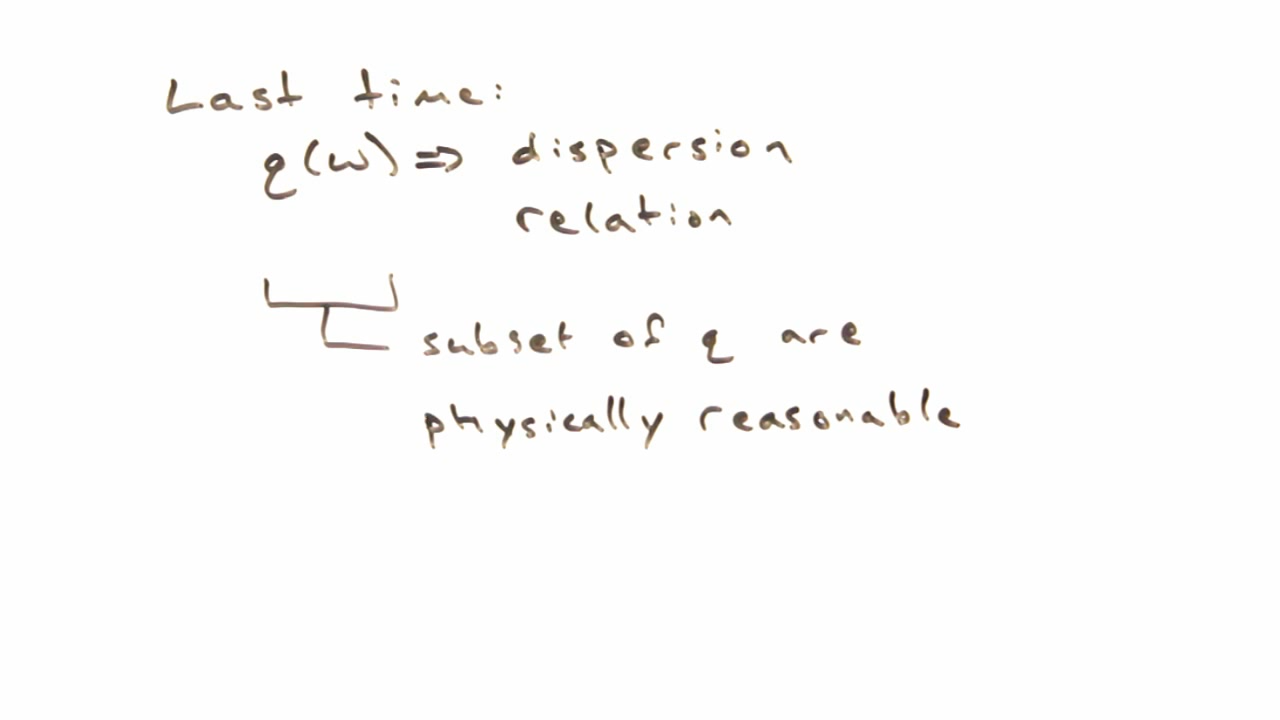 Last time:
q(ω) ⇒ dispersion
relation
subset of q are
physically reasonable